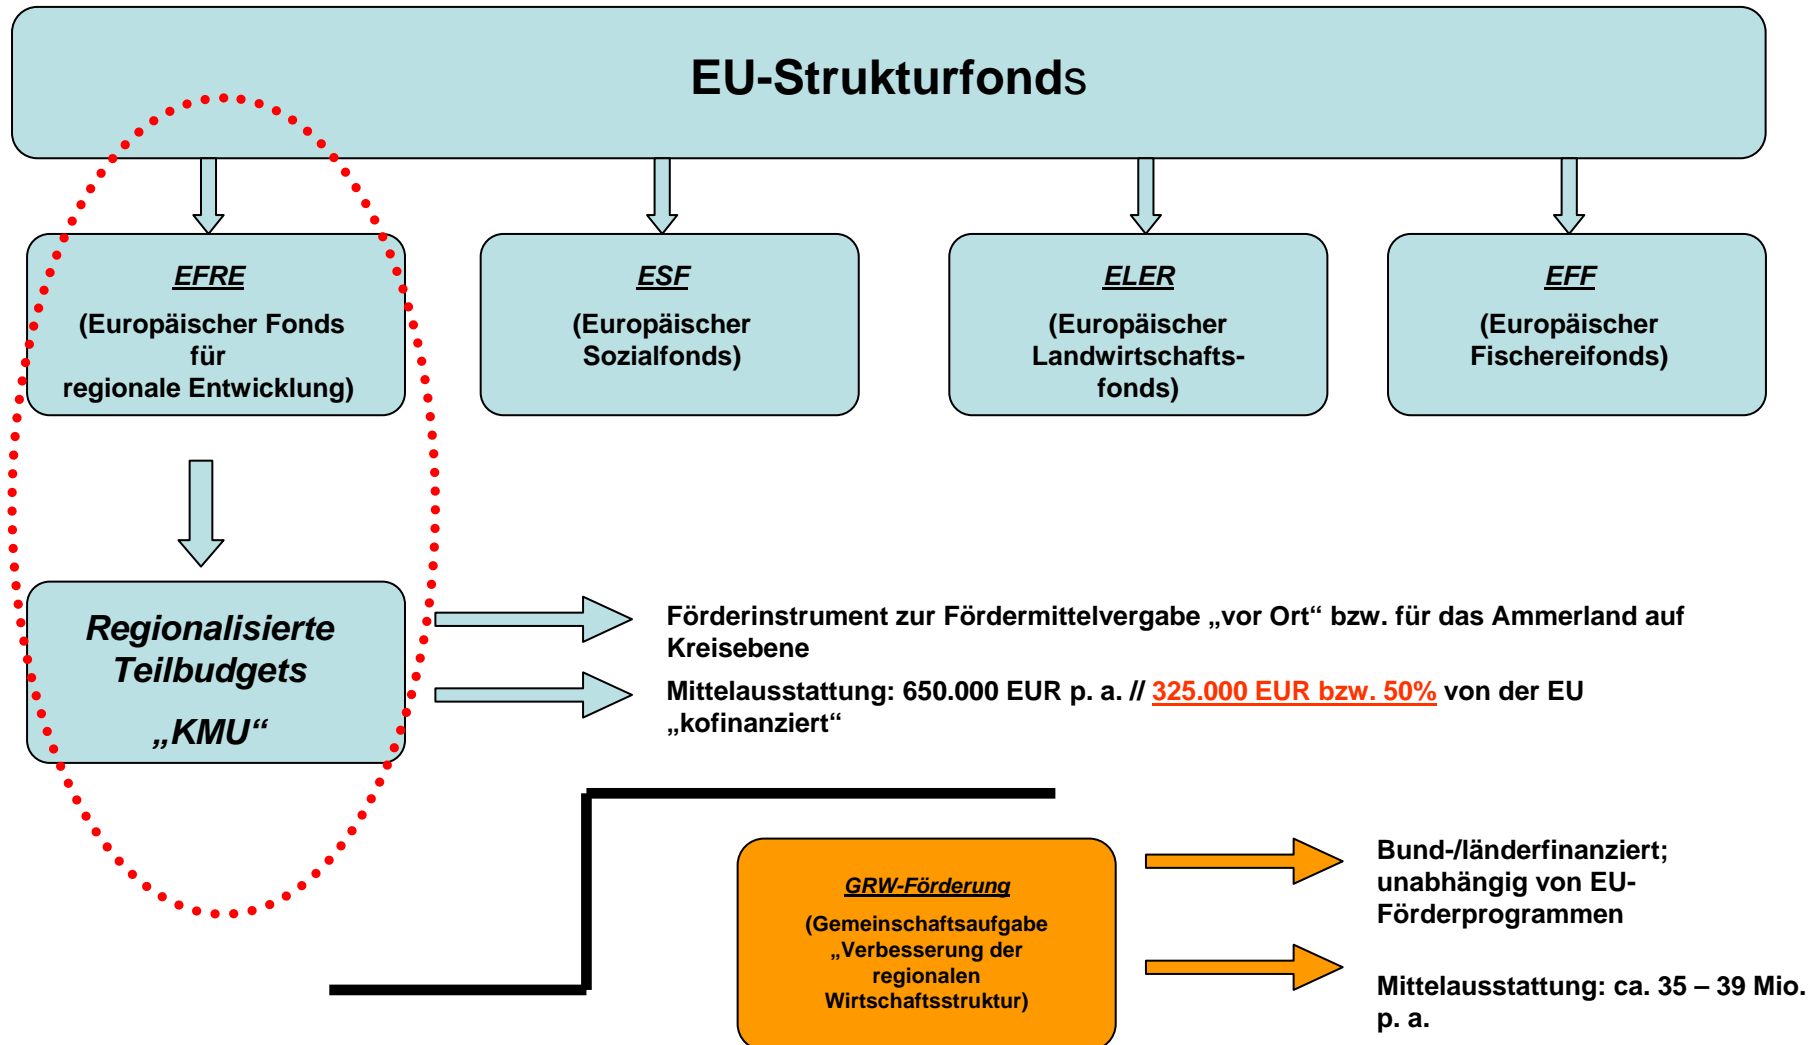 EU-Strukturfonds
EFRE
(Europäischer Fonds
für
regionale Entwicklung)
ESF
(Europäischer
Sozialfonds)
ELER
(Europäischer
Landwirtschafts-
fonds)
EFF
(Europäischer
Fischereifonds)
Regionalisierte
Teilbudgets
„KMU“
Förderinstrument zur Fördermittelvergabe „vor Ort“ bzw. für das Ammerland auf
Kreisebene
Mittelausstattung: 650.000 EUR p. a. // 325.000 EUR bzw. 50% von der EU
„kofinanziert“
GRW-Förderung
(Gemeinschaftsaufgabe
„Verbesserung der
regionalen
Wirtschaftsstruktur)
Bund-/länderfinanziert;
unabhängig von EU-
Förderprogrammen
Mittelausstattung: ca. 35 – 39 Mio.
p. a.